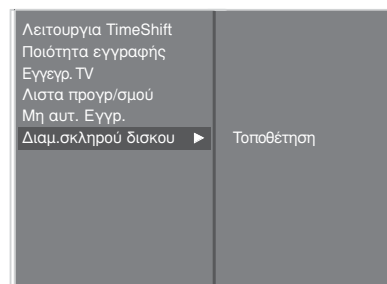 Λειτουργια TimeShift
Ποιότητα εγγραφής
Εγγεγρ. TV
Λιστα προγρ/σμού
Μη αυτ. Εγγρ.
Διαμ.σκληρού δισκου ►
Τοποθέτηση